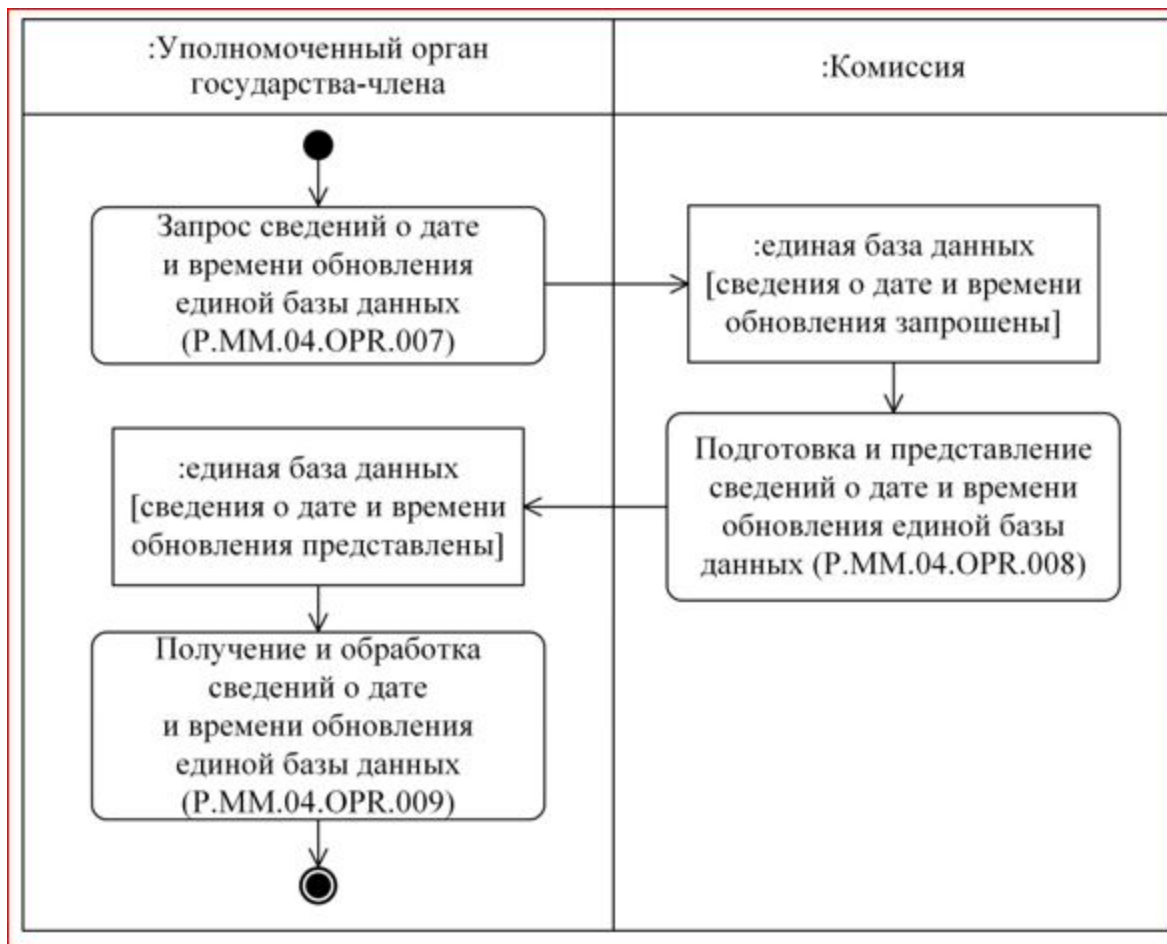 :Уполномоченный орган
государства-члена
:Комиссия
Запрос сведений о дате
и времени обновления
единой базы данных
(P.MM.04.OPR.007)
:единая база данных
[сведения о дате и времени
обновления запрошены]
Подготовка и представление
сведений о дате и времени
обновления единой базы
данных (P.MM.04.OPR.008)
:единая база данных
[сведения о дате и времени
обновления представлены]
Получение и обработка
сведений о дате
и времени обновления
единой базы данных
(P.MM.04.OPR.009)